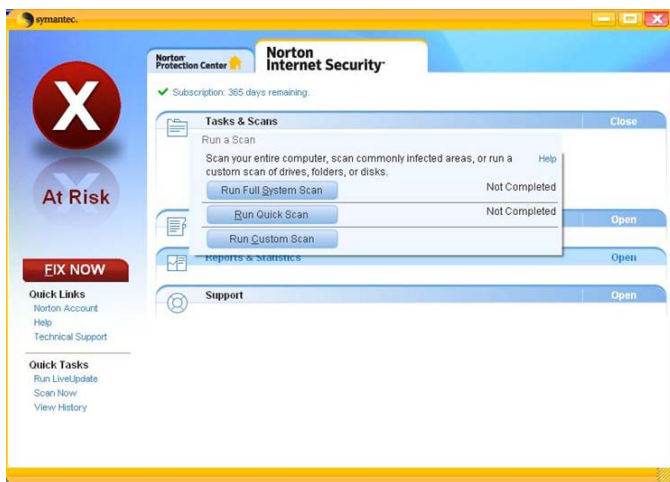 symantec.
Norton
Protection Center
Norton
Internet Security
Subscription: 365 days remaining.
X
At Risk
FIX NOW
Quick Links
Norton Account
Help
Technical Support
Quick Tasks
Run LiveUpdate
Scan Now
View History
Tasks & Scans Close
Run a Scan
Scan your entire computer, scan commonly infected areas, or run a Help
custom scan of drives, folders, or disks.
Run Full System Scan Not Completed
Run Quick Scan Not Completed
Run Custom Scan
Open
Reports & Statistics Open
Support Open